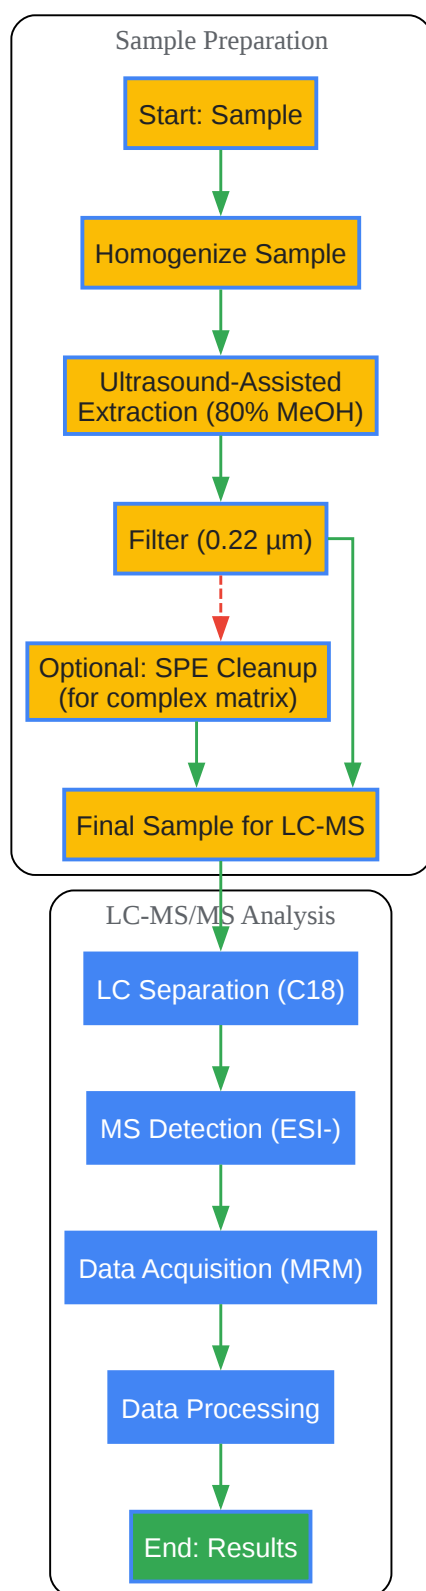 Sample Preparation
Start: Sample
Homogenize Sample
Ultrasound-Assisted
Extraction (80% MeOH)
Filter (0.22 µm)
Optional: SPE Cleanup
(for complex matrix)
Final Sample for LC-MS
LC-MS/MS Analysis
LC Separation (C18)
MS Detection (ESI-)
Data Acquisition (MRM)
Data Processing
End: Results